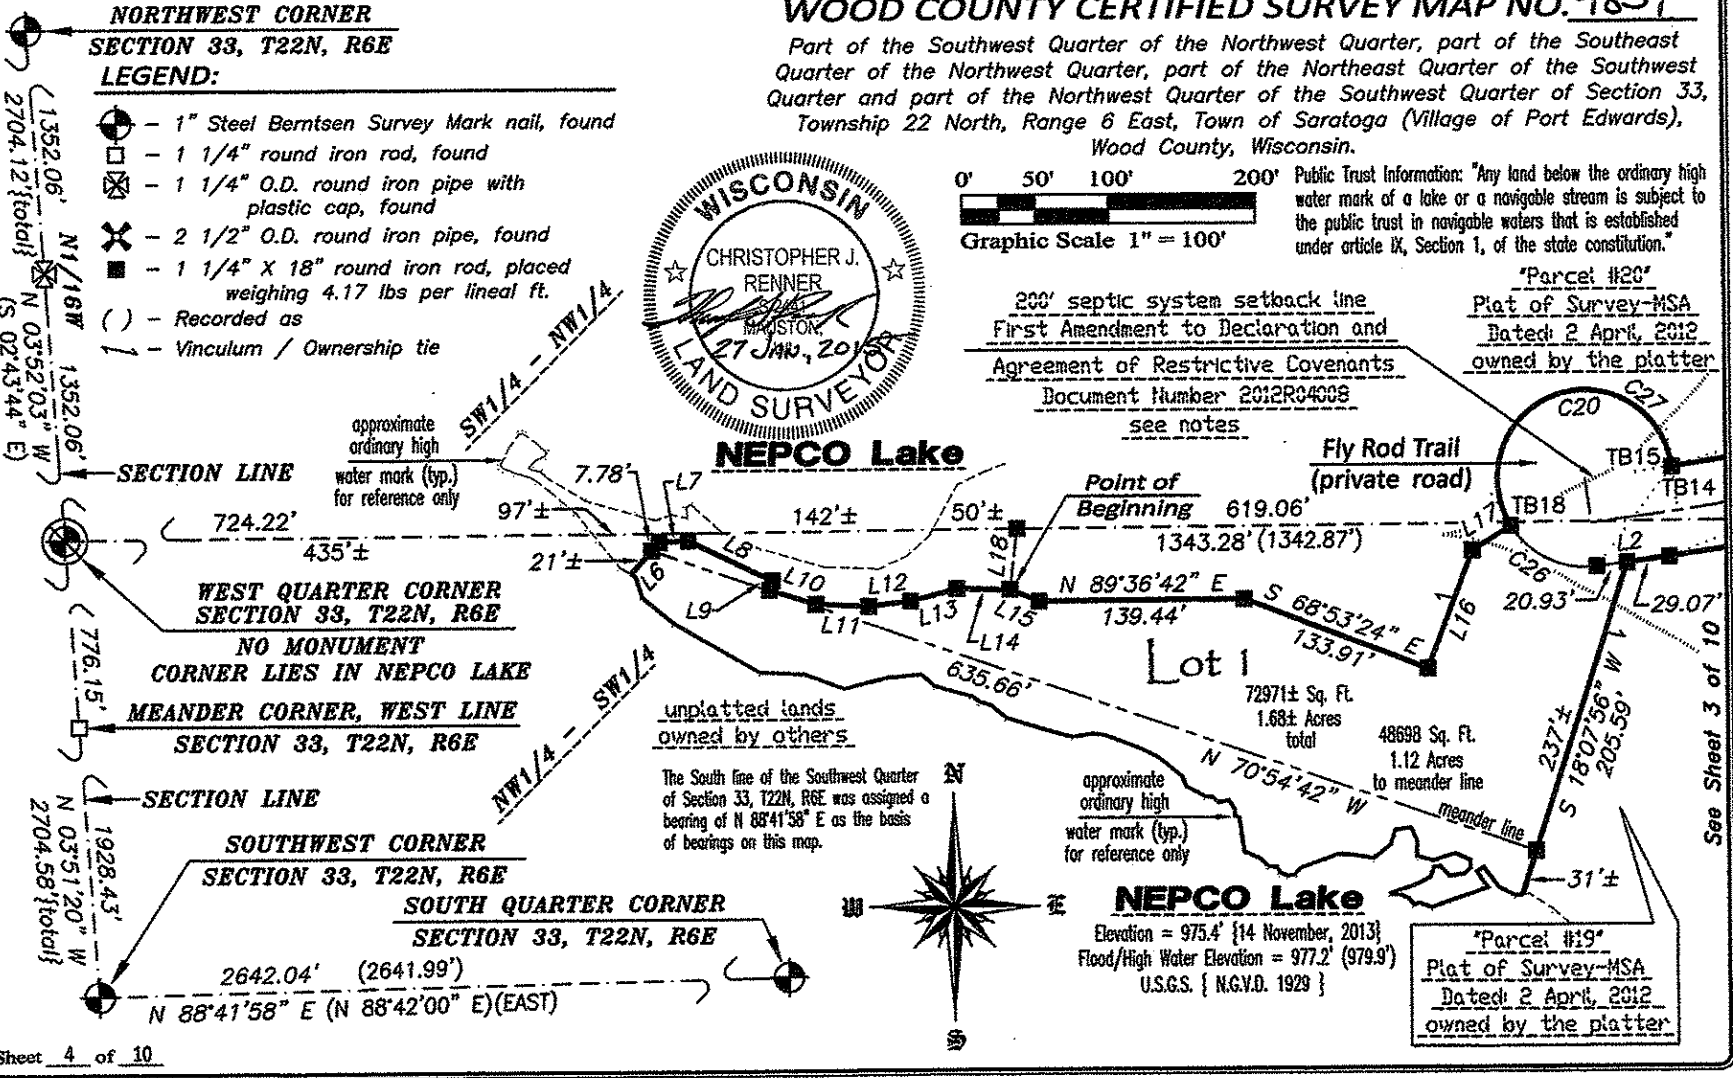 NORTHWEST CORNER
SECTION 33, T22N, R6E
LEGEND:
– 1" Steel Berntsen Survey Mark nail, found
– 1 1/4" round iron rod, found
– 1 1/4" O.D. round iron pipe with
plastic cap, found
– 2 1/2" O.D. round iron pipe, found
– 1 1/4" X 18" round iron rod, placed
weighing 4.17 lbs per lineal ft.
( ) – Recorded as
– Vinculum / Ownership tie
1352.06'
2704.12'{total}
N1/16W
N 03°52'03" W
(S 02°43'44" E)
1352.06'
WOOD COUNTY CERTIFIED SURVEY MAP NO.
Part of the Southwest Quarter of the Northwest Quarter, part of the Southeast
Quarter of the Northwest Quarter, part of the Northeast Quarter of the Southwest
Quarter and part of the Northwest Quarter of the Southwest Quarter of Section 33,
Township 22 North, Range 6 East, Town of Saratoga (Village of Port Edwards),
Wood County, Wisconsin.
0' 50' 100' 200'
Graphic Scale 1" = 100'
Public Trust Information: "Any land below the ordinary high
water mark of a lake or a navigable stream is subject to
the public trust in navigable waters that is established
under article IX, Section 1, of the state constitution."
WISCONSIN
CHRISTOPHER J.
RENNER
MAUSTON,
27 JAN., 201
LAND SURVEYOR
200' septic system setback line
First Amendment to Declaration and
Agreement of Restrictive Covenants
Document Number 2012R04008
see notes
"Parcel #20"
Plat of Survey-MSA
Dated: 2 April, 2012
owned by the platter
SW1/4 - NW1/4
approximate
ordinary high
water mark (typ.)
for reference only
NEPCO Lake
Fly Rod Trail
(private road)
C20
C27
TB15
TB14
TB18
SECTION LINE
724.22'
435'±
97'±
7.78'
L7
21'±
L6
L8
142'±
50'±
L18
Point of
Beginning
619.06'
1343.28' (1342.87')
L17
C26
L2
20.93'
29.07'
L9
L10
L11
L12
L13
L14
L15
N 89°36'42" E
139.44'
S 68°53'24" E
133.91'
L16
WEST QUARTER CORNER
SECTION 33, T22N, R6E
NO MONUMENT
CORNER LIES IN NEPCO LAKE
776.15'
MEANDER CORNER, WEST LINE
SECTION 33, T22N, R6E
NW1/4 - SW1/4
unplatted lands
owned by others
635.66'
N 70°54'42" W
Lot 1
72971± Sq. Ft.
1.68± Acres
total
48698 Sq. Ft.
1.12 Acres
to meander line
meander line
237'±
S 18°07'56" W
205.59'
31'±
See Sheet 3 of 10
SECTION LINE
1928.43'
N 03°51'20" W
2704.58'{total}
The South line of the Southwest Quarter
of Section 33, T22N, R6E was assigned a
bearing of N 88°41'58" E as the basis
of bearings on this map.
N
W
E
S
approximate
ordinary high
water mark (typ.)
for reference only
SOUTHWEST CORNER
SECTION 33, T22N, R6E
SOUTH QUARTER CORNER
SECTION 33, T22N, R6E
2642.04' (2641.99')
N 88°41'58" E (N 88°42'00" E)(EAST)
NEPCO Lake
Elevation = 975.4' {14 November, 2013}
Flood/High Water Elevation = 977.2' (979.9')
U.S.G.S. { N.G.V.D. 1929 }
"Parcel #19"
Plat of Survey-MSA
Dated: 2 April, 2012
owned by the platter
Sheet 4 of 10